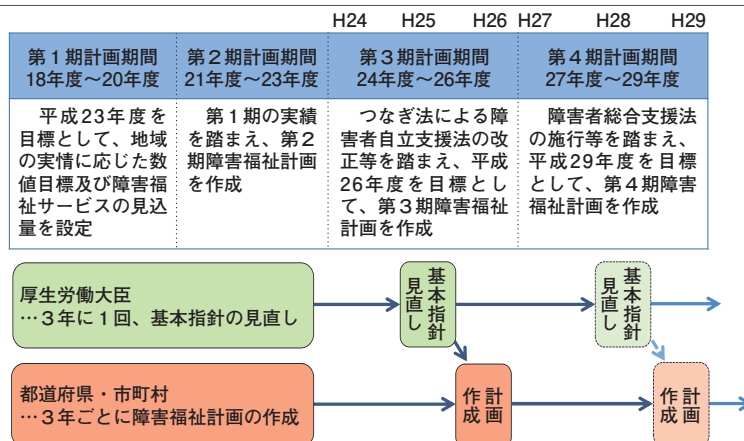 H24 H25 H26 H27 H28 H29
第１期計画期間
18年度～20年度
第２期計画期間
21年度～23年度
第３期計画期間
24年度～26年度
第４期計画期間
27年度～29年度
平成23年度を
目標として、地域
の実情に応じた数
値目標及び障害福
祉サービスの見込
量を設定
第１期の実績
を踏まえ、第２
期障害福祉計画
を作成
つなぎ法による障
害者自立支援法の改
正等を踏まえ、平成
26年度を目標とし
て、第３期障害福祉
計画を作成
障害者総合支援法
の施行等を踏まえ、
平成29年度を目標
として、第４期障害
福祉計画を作成
厚生労働大臣
…３年に１回、基本指針の見直し
基本指針
見直し
基本指針
見直し
都道府県・市町村
…３年ごとに障害福祉計画の作成
計画
作成
計画
作成